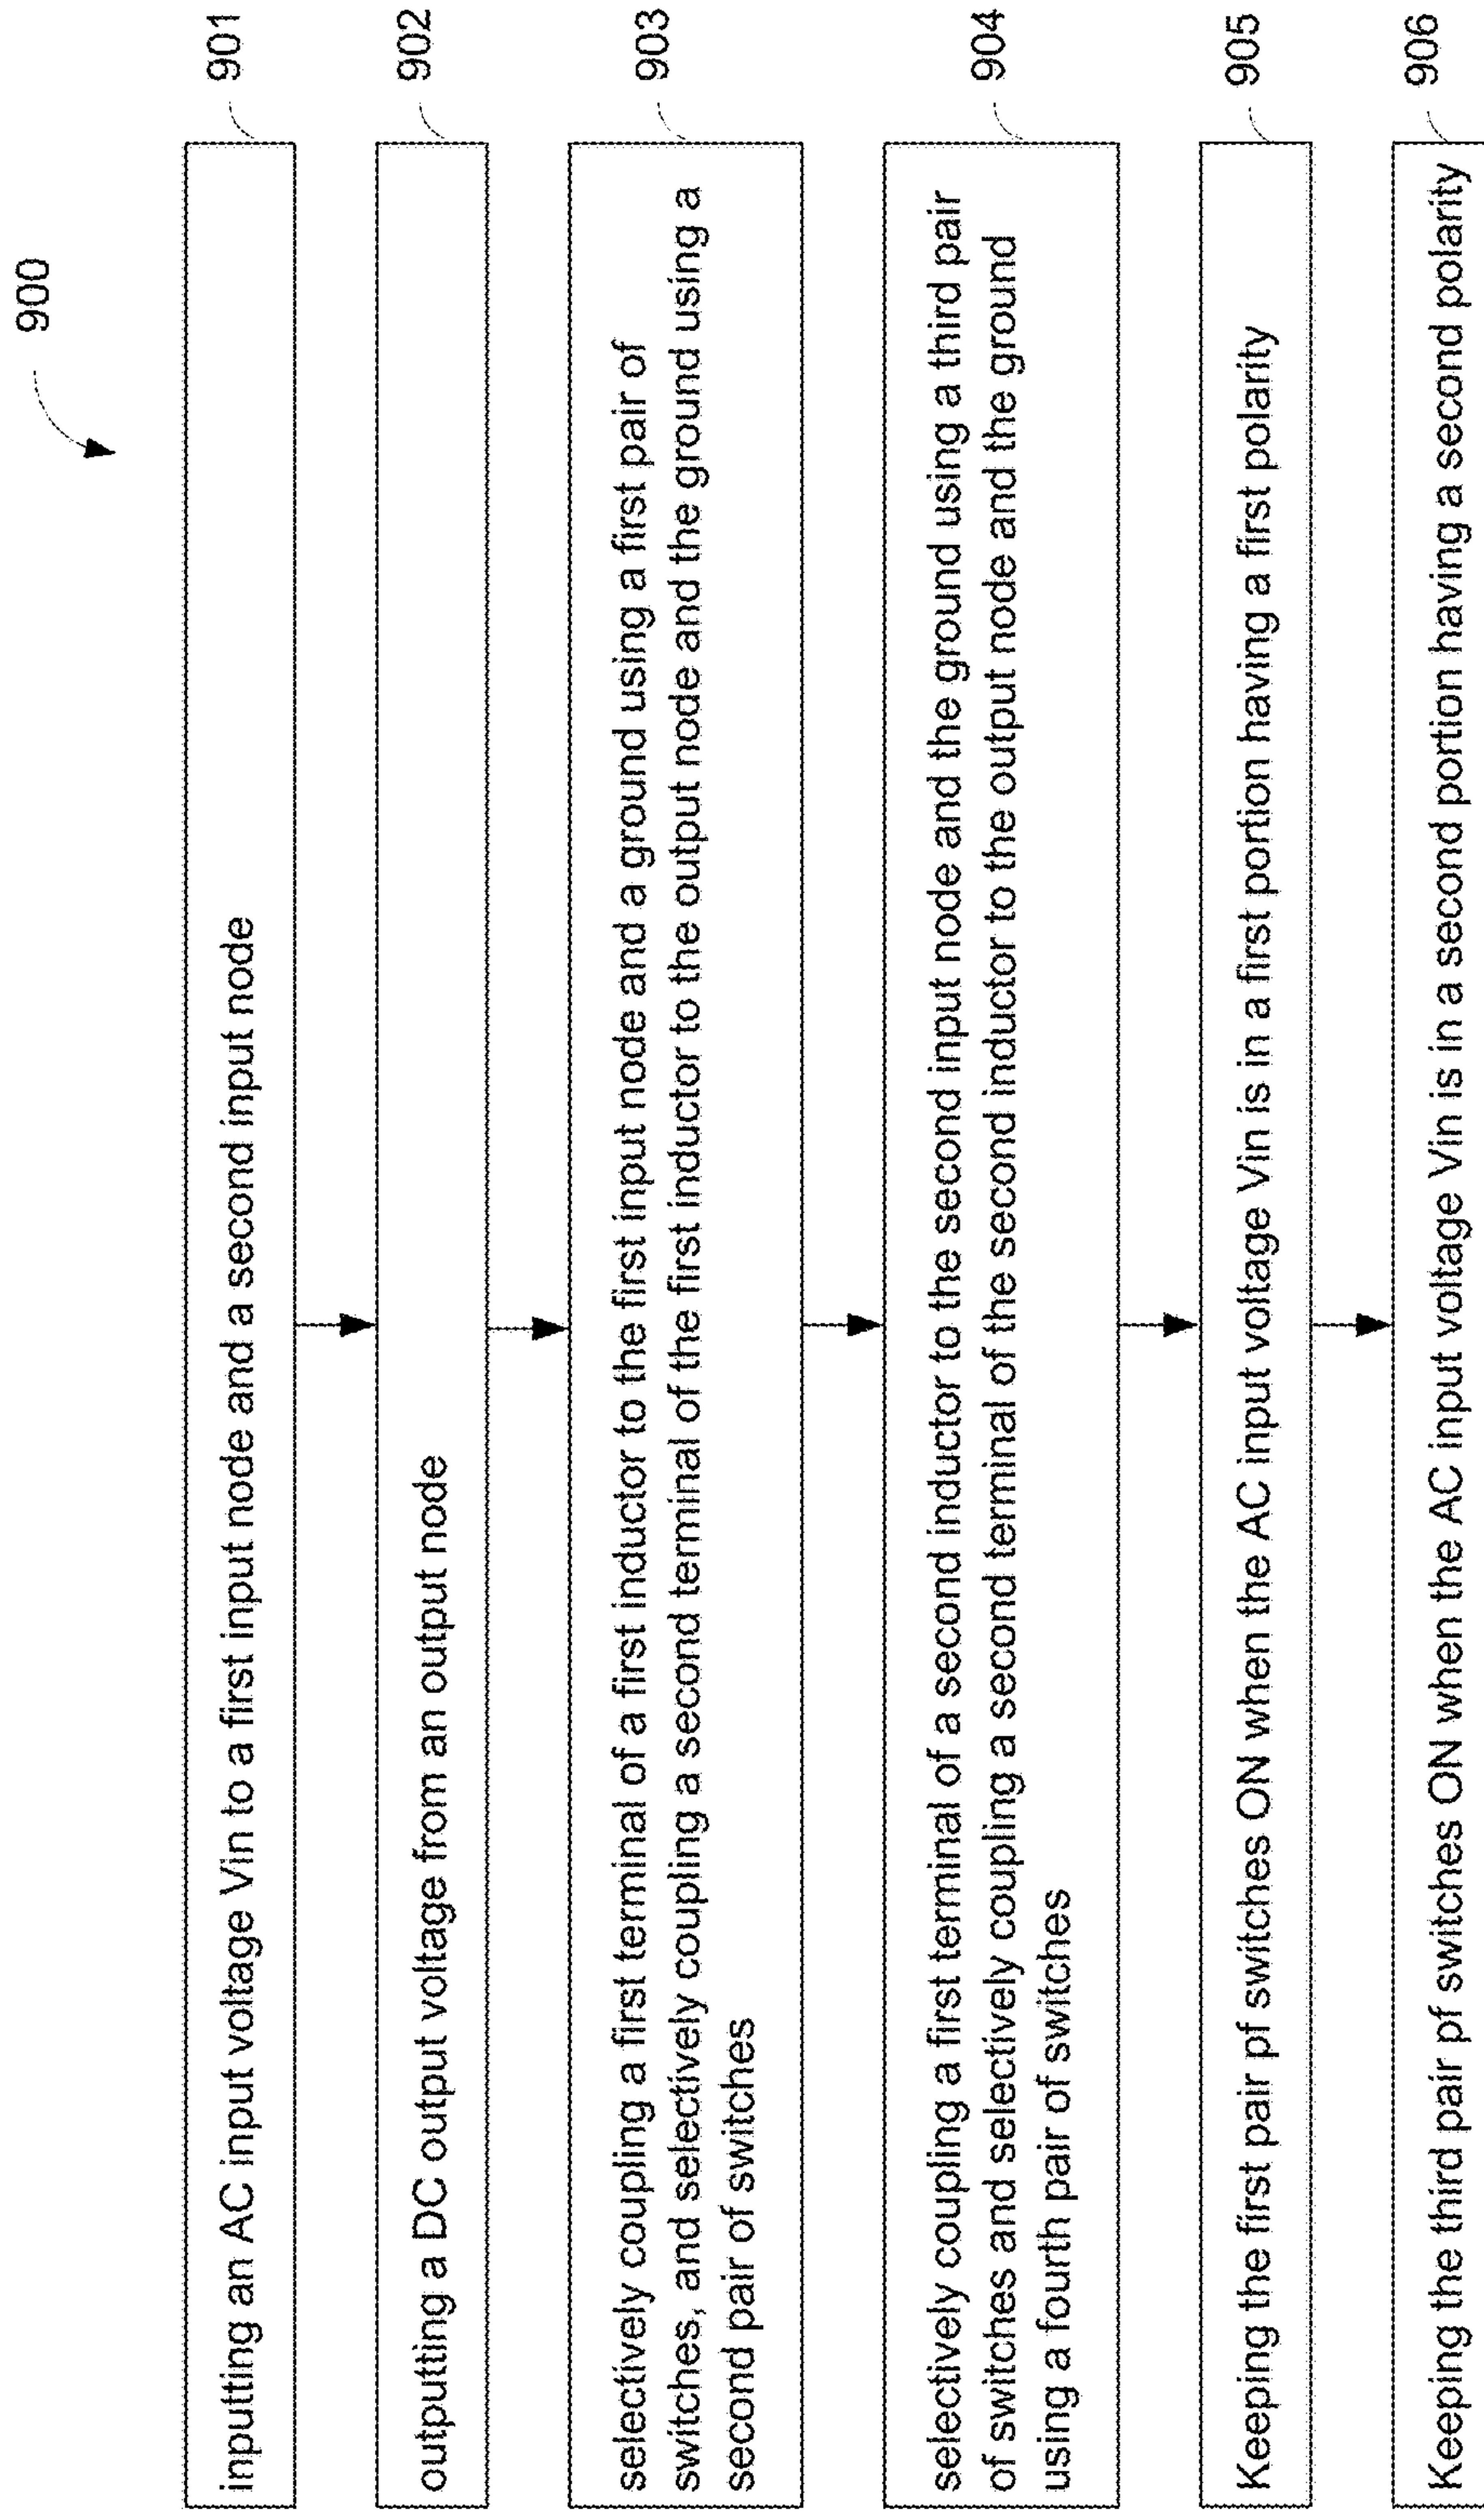 900
inputting an AC input voltage Vin to a first input node and a second input node
901
outputting a DC output voltage from an output node
902
selectively coupling a first terminal of a first inductor to the first input node and a ground using a first pair of
switches, and selectively coupling a second terminal of the first inductor to the output node and the ground using a
second pair of switches
903
selectively coupling a first terminal of a second inductor to the second input node and the ground using a third pair
of switches and selectively coupling a second terminal of the second inductor to the output node and the ground
using a fourth pair of switches
904
Keeping the first pair pf switches ON when the AC input voltage Vin is in a first portion having a first polarity
905
Keeping the third pair pf switches ON when the AC input voltage Vin is in a second portion having a second polarity
906